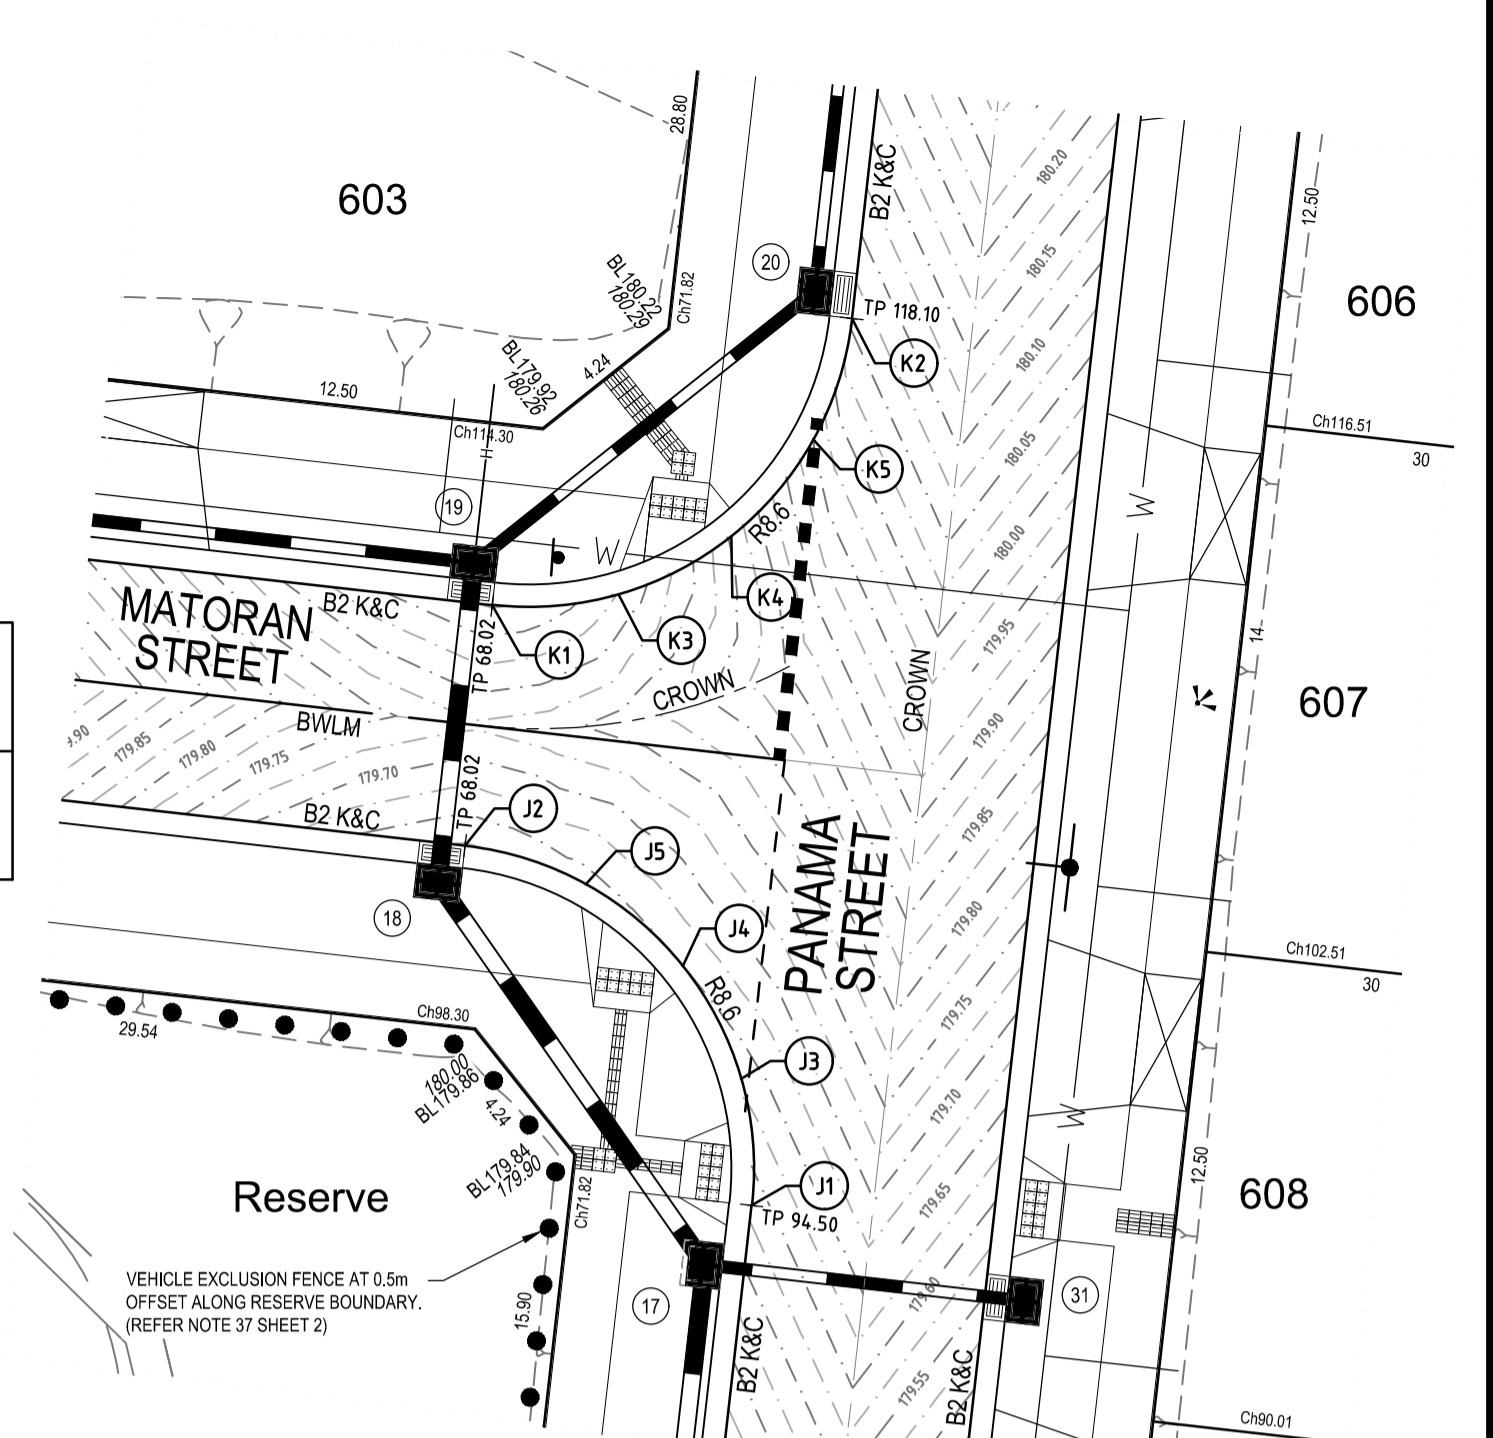 603
28.80
B2 K&C
180.20
12.50
180.15
606
20
BL180.22
180.29
Ch71.82
TP 118.10
K2
180.10
BL179.92
180.26
4.24
12.50
Ch114.30
H
K5
180.05
Ch116.51
30
19
W
R8.6
180.00
W
MATORAN
STREET
B2 K&C
K4
K3
K1
TP 68.02
179.95
14
CROWN
CROWN
607
BWLM
179.90
179.85
179.80
179.75
179.70
TP 68.02
B2 K&C
J2
J5
179.85
PANAMA
STREET
18
J4
179.80
Ch102.51
30
R8.6
179.75
Ch98.30
29.54
J3
180.00
BL179.86
4.24
179.70
W
BL179.84
179.90
12.50
Reserve
Ch71.82
J1
TP 94.50
179.65
608
VEHICLE EXCLUSION FENCE AT 0.5m
OFFSET ALONG RESERVE BOUNDARY.
(REFER NOTE 37 SHEET 2)
15.90
17
179.60
31
B2 K&C
179.55
B2 K&C
Ch90.01